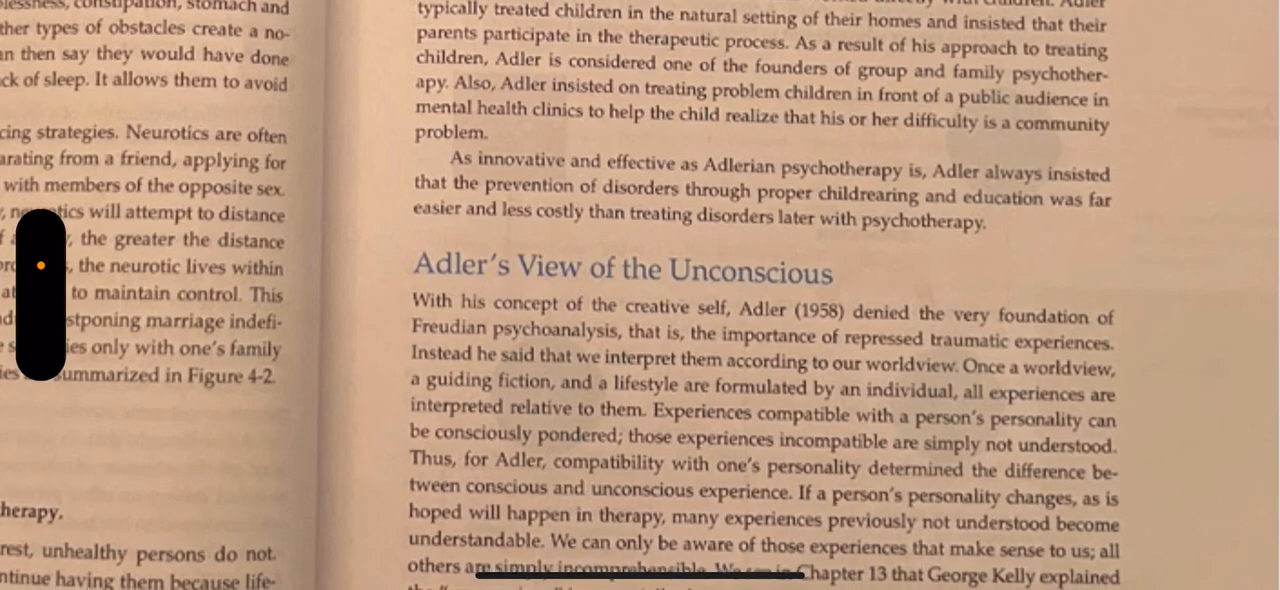 lessness, constipation, stomach and
ther types of obstacles create a no-
an then say they would have done
ck of sleep. It allows them to avoid
cing strategies. Neurotics are often
arating from a friend, applying for
with members of the opposite sex.
tics will attempt to distance
the greater the distance
, the neurotic lives within
to maintain control. This
stponing marriage indefi-
ies only with one's family
summarized in Figure 4-2.
herapy.
rest, unhealthy persons do not.
ntinue having them because life-
typically treated children in the natural setting of their homes and insisted that their
parents participate in the therapeutic process. As a result of his approach to treating
children, Adler is considered one of the founders of group and family psychother-
apy. Also, Adler insisted on treating problem children in front of a public audience in
mental health clinics to help the child realize that his or her difficulty is a community
problem.
As innovative and effective as Adlerian psychotherapy is, Adler always insisted
that the prevention of disorders through proper childrearing and education was far
easier and less costly than treating disorders later with psychotherapy.
Adler's View of the Unconscious
With his concept of the creative self, Adler (1958) denied the very foundation of
Freudian psychoanalysis, that is, the importance of repressed traumatic experiences.
Instead he said that we interpret them according to our worldview. Once a worldview,
a guiding fiction, and a lifestyle are formulated by an individual, all experiences are
interpreted relative to them. Experiences compatible with a person's personality can
be consciously pondered; those experiences incompatible are simply not understood.
Thus, for Adler, compatibility with one's personality determined the difference be-
tween conscious and unconscious experience. If a person's personality changes, as is
hoped will happen in therapy, many experiences previously not understood become
understandable. We can only be aware of those experiences that make sense to us; all
others are simply incomprehensible. We see in Chapter 13 that George Kelly explained